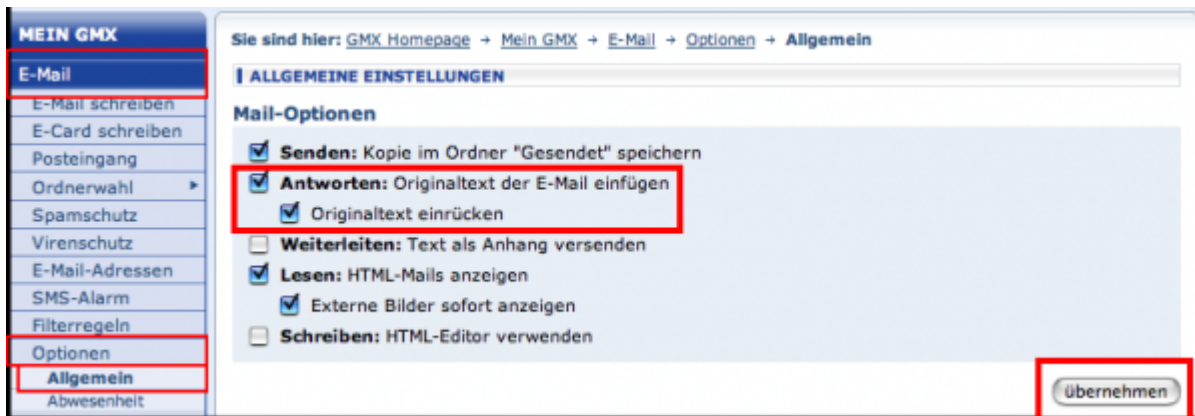 MEIN GMX
E-Mail
E-Mail schreiben
E-Card schreiben
Posteingang
Ordnerwahl
Spamschutz
Virenschutz
E-Mail-Adressen
SMS-Alarm
Filterregeln
Optionen
Allgemein
Abwesenheit
Sie sind hier: GMX Homepage → Mein GMX → E-Mail → Optionen → Allgemein
ALLGEMEINE EINSTELLUNGEN
Mail-Optionen
Senden: Kopie im Ordner "Gesendet" speichern
Antworten: Originaltext der E-Mail einfügen
Originaltext einrücken
Weiterleiten: Text als Anhang versenden
Lesen: HTML-Mails anzeigen
Externe Bilder sofort anzeigen
Schreiben: HTML-Editor verwenden
übernehmen